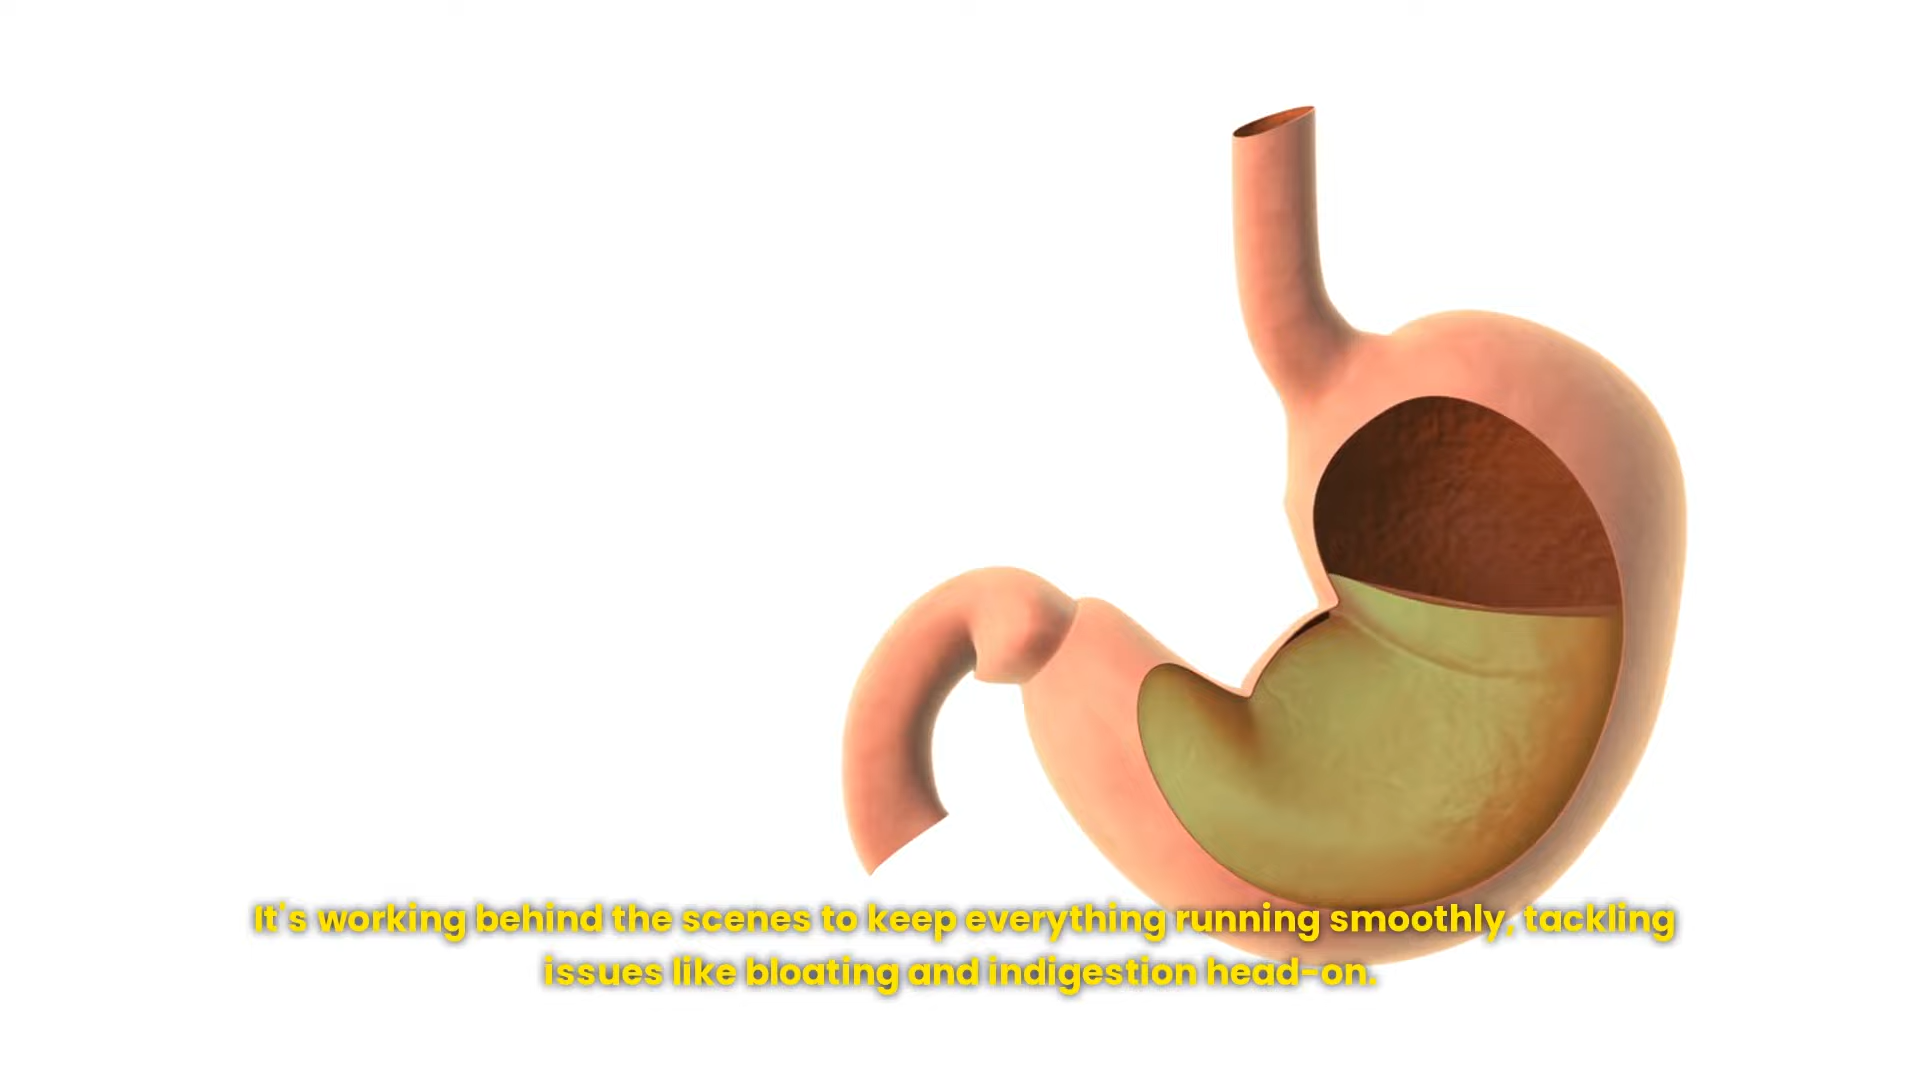 It's working behind the scenes to keep everything running smoothly, tackling
issues like bloating and indigestion head-on.